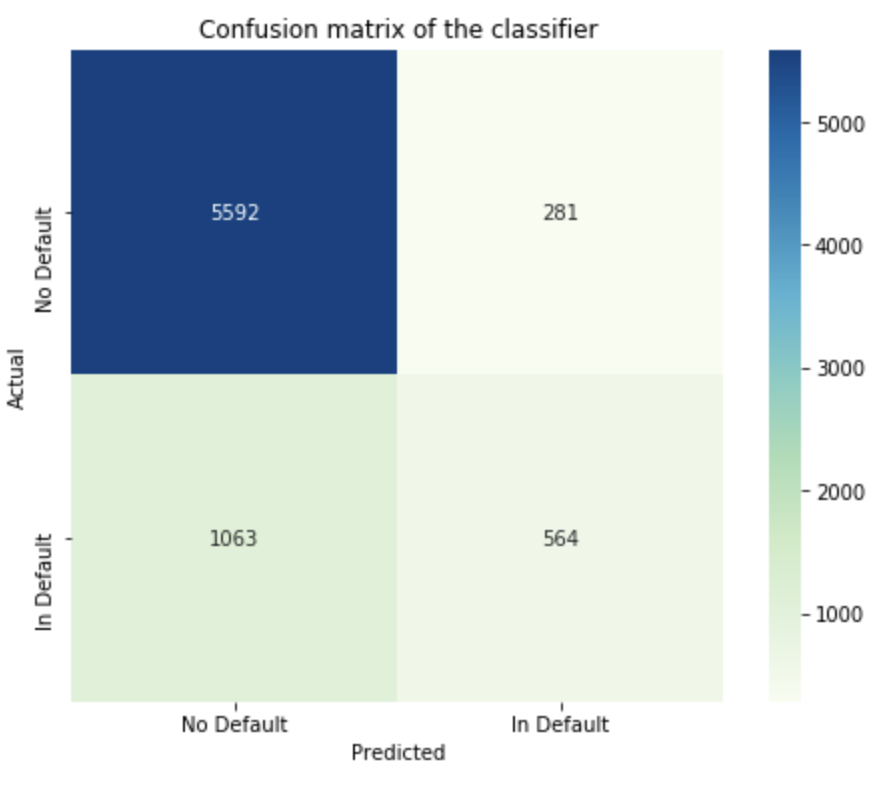 Confusion matrix of the classifier
5592
281
1063
564
No Default
In Default
Actual
No Default
In Default
Predicted
5000
4000
3000
2000
1000